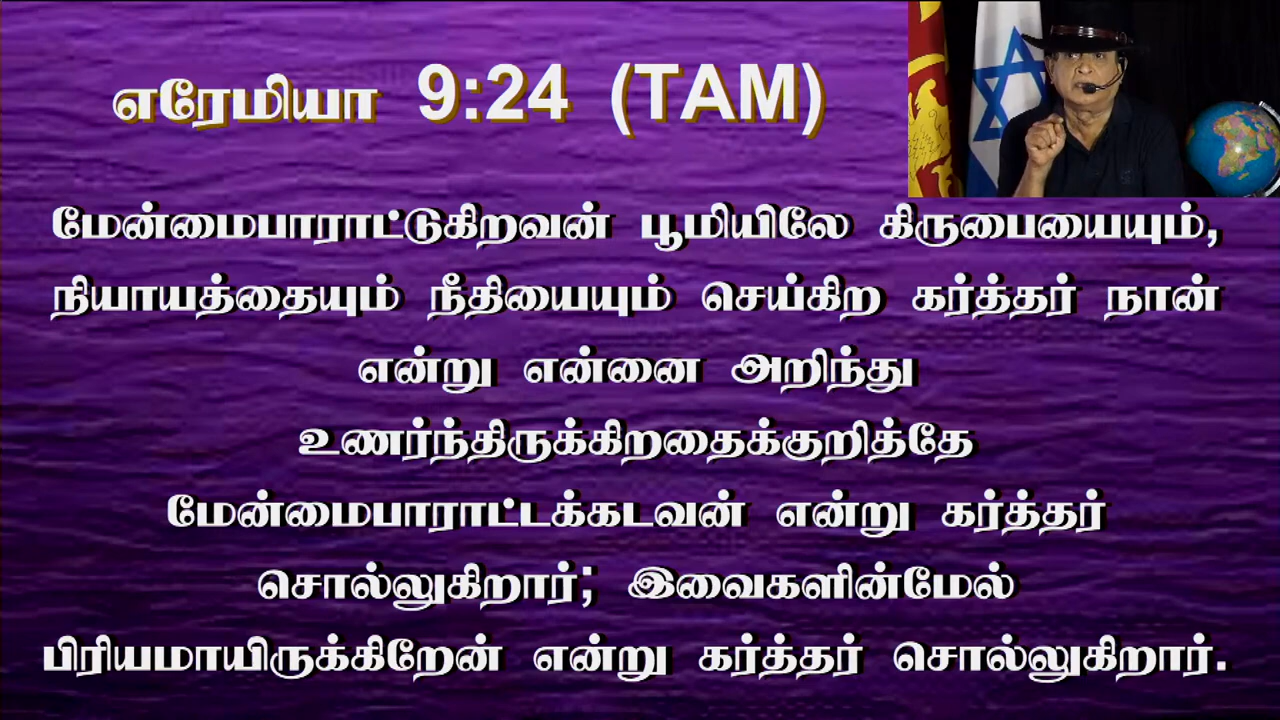 எரேமியா 9:24 (TAM)
மேன்மைபாராட்டுகிறவன் பூமியிலே கிருபையையும்,
நியாயத்தையும் நீதியையும் செய்கிற கர்த்தர் நான்
என்று என்னை அறிந்து
உணர்ந்திருக்கிறதைக்குறித்தே
மேன்மைபாராட்டக்கடவன் என்று கர்த்தர்
சொல்லுகிறார்; இவைகளின்மேல்
பிரியமாயிருக்கிறேன் என்று கர்த்தர் சொல்லுகிறார்.